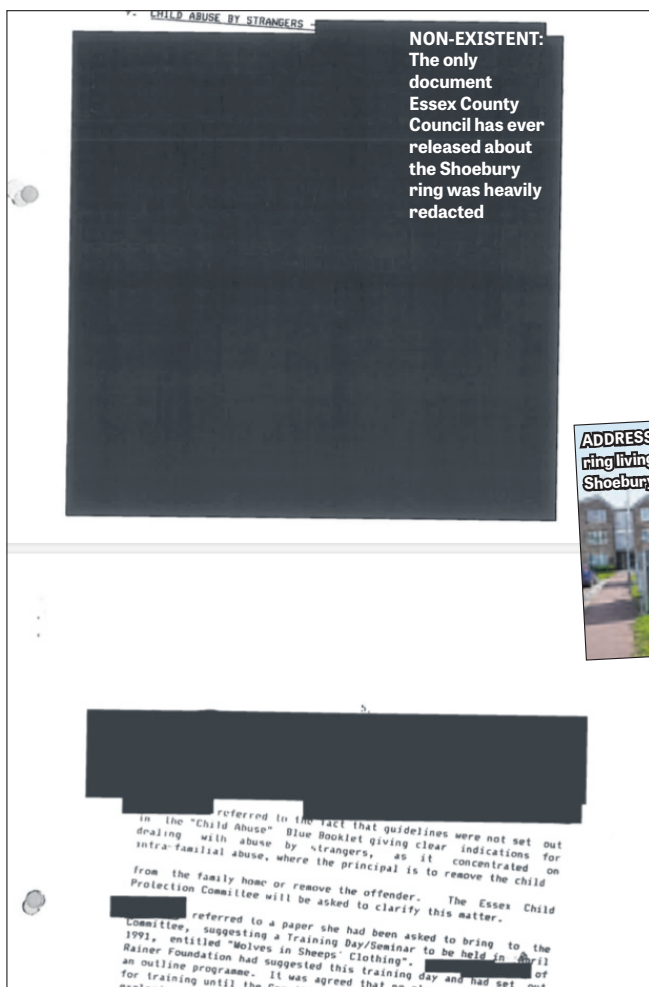 CHILD ABUSE BY STRANGERS -
NON-EXISTENT:
The only
document
Essex County
Council has ever
released about
the Shoebury
ring was heavily
redacted
ADDRESS
ring living
Shoebury
5.
referred to the fact that guidelines were not set out
in the "Child Abuse" Blue Booklet giving clear indications for
dealing with abuse by strangers, as it concentrated on
intra-familial abuse, where the principal is to remove the child
from the family home or remove the offender. The Essex Child
Protection Committee will be asked to clarify this matter.
referred to a paper she had been asked to bring to the
Committee, suggesting a Training Day/Seminar to be held in April
1991, entitled "Wolves in Sheeps' Clothing". of
Rainer Foundation had suggested this training day and had set out
an outline programme. It was agreed that no
for training until the